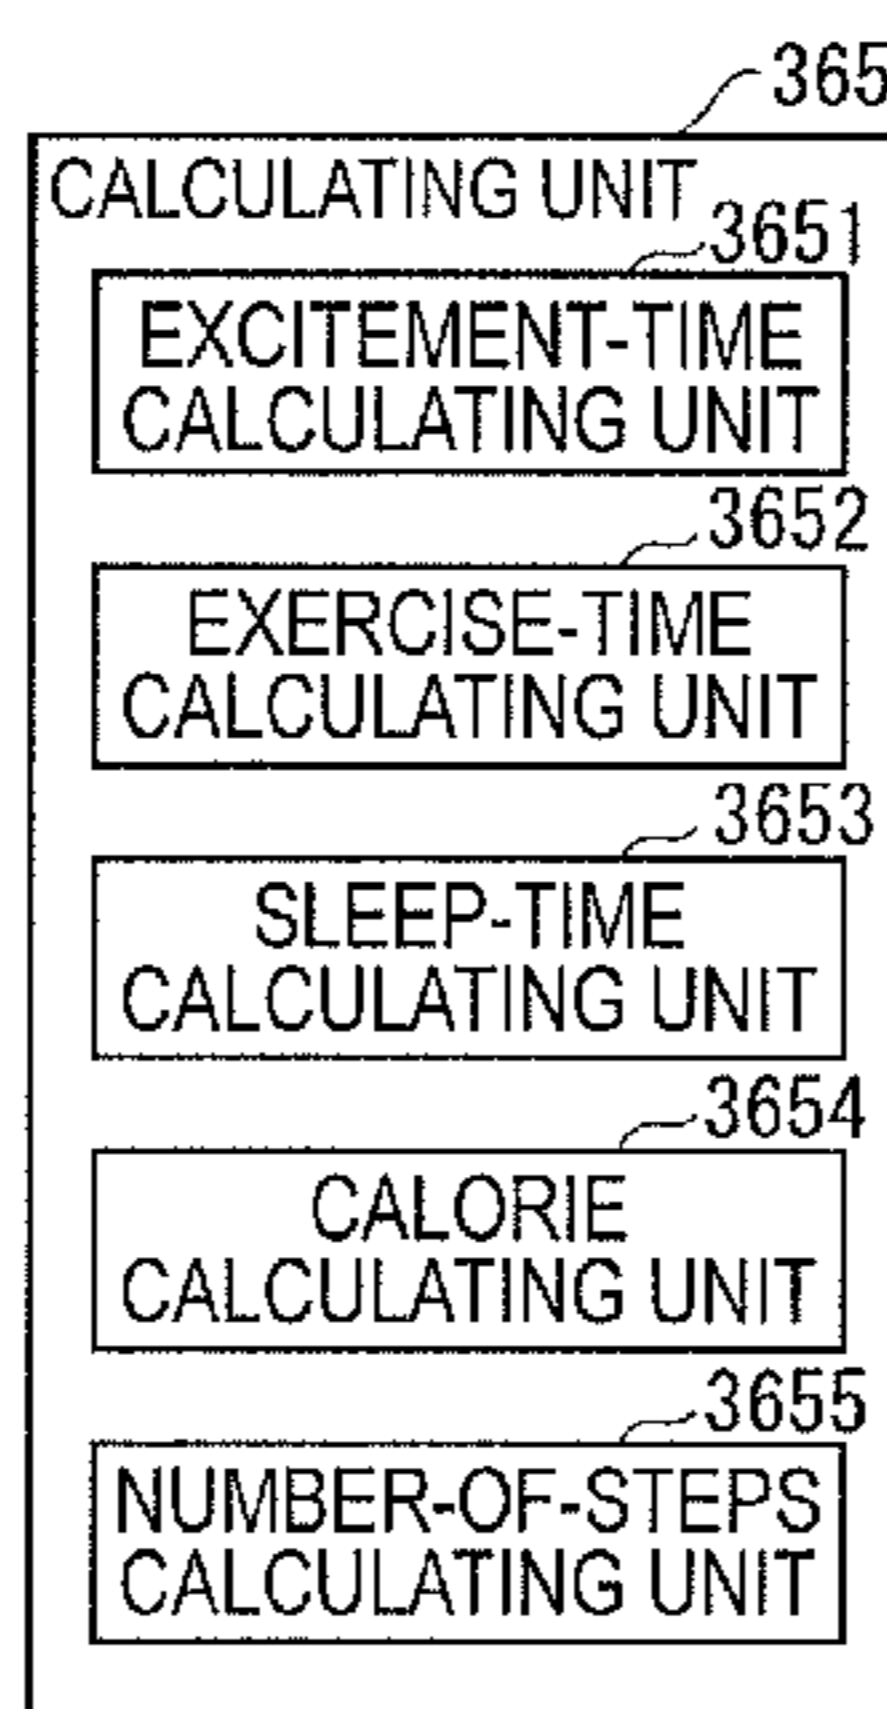 365
CALCULATING UNIT
3651
EXCITEMENT-TIME
CALCULATING UNIT
3652
EXERCISE-TIME
CALCULATING UNIT
3653
SLEEP-TIME
CALCULATING UNIT
3654
CALORIE
CALCULATING UNIT
3655
NUMBER-OF-STEPS
CALCULATING UNIT